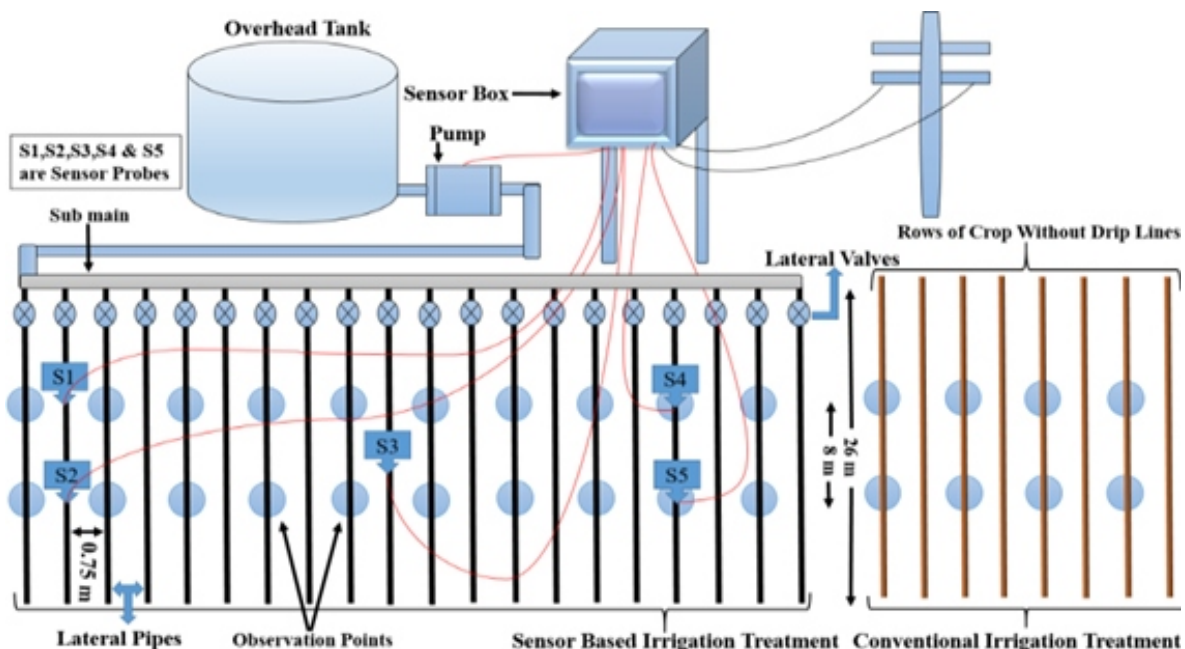 Overhead Tank
Sensor Box
Pump
S1,S2,S3,S4 & S5
are Sensor Probes
Sub main
Rows of Crop Without Drip Lines
Lateral Valves
S1
S4
S3
S2
S5
8 m
26 m
0.75 m
Lateral Pipes
Observation Points
Sensor Based Irrigation Treatment
Conventional Irrigation Treatment